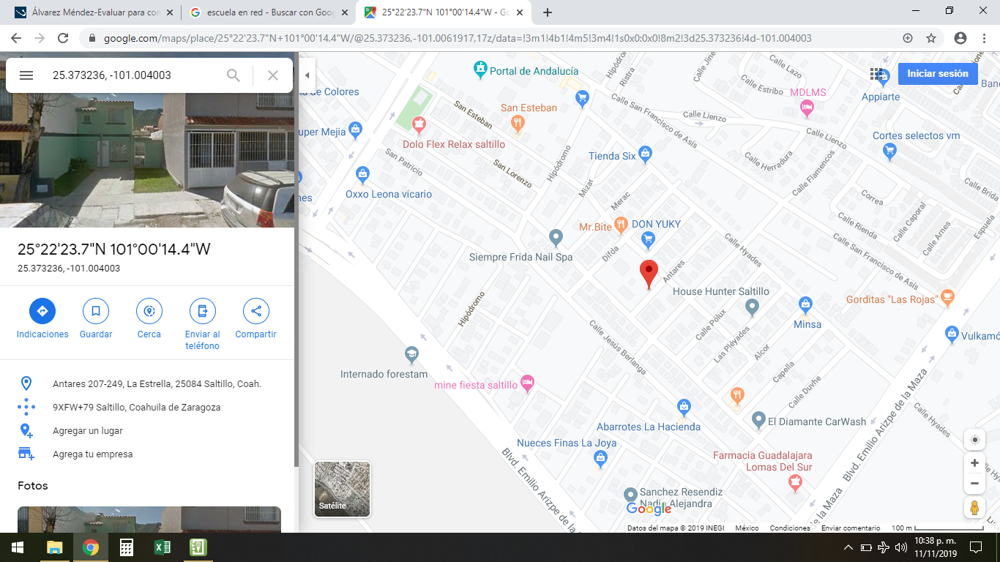 Álvarez Méndez-Evaluar para con
escuela en red - Buscar con Goog
25°22'23.7"N 101°00'14.4"W - Go
google.com/maps/place/25°22'23.7"N+101°00'14.4"W/@25.373236,-101.0061917,17z/data=!3m1!4b1!4m5!3m4!1s0x0:0x0!8m2!3d25.373236!4d-101.004003
25.373236, -101.004003
25°22'23.7"N 101°00'14.4"W
25.373236, -101.004003
Indicaciones
Guardar
Cerca
Enviar al
teléfono
Compartir
Antares 207-249, La Estrella, 25084 Saltillo, Coah.
9XFW+79 Saltillo, Coahuila de Zaragoza
Agregar un lugar
Agrega tu empresa
Fotos
Iniciar sesión
Portal de Andalucía
de Colores
Hipódromo
Ristra
Calle Jine
Calle Lazo
Calle Estribo
MDLMS
Appiarte
Banc
San Esteban
San Esteban
Calle San Francisco de Asís
Calle Lienzo
Calle Lienzo
uper Mejia
Dolo Flex Relax saltillo
Cortes selectos vm
San Patricio
San Lorenzo
Hipódromo
Tienda Six
Mizar
Merac
Calle Herradura
Calle Flamencos
Calle Brida
Oxxo Leona vicario
nes
Correa
Calle Rienda
Calle Caporal
Calle Arnes
Espuela
Mr.Bite
DON YUKY
Siempre Frida Nail Spa
Difda
Antares
Calle Hyades
Calle San Francisco de Asís
House Hunter Saltillo
Gorditas "Las Rojas"
Hipódromo
Calle Pólux
Minsa
Vulkamó
Calle Jesús Berlanga
Las Pléyades
Alcor
Internado forestam
Capella
mine fiesta saltillo
Calle Duvhe
Blvd. Emilio Arizpe de la Maza
Abarrotes La Hacienda
El Diamante CarWash
Calle Hyades
Nueces Finas La Joya
Farmacia Guadalajara
Lomas Del Sur
Blvd. Emilio Arizpe de la
Sanchez Resendiz
Nadia Alejandra
Satélite
Google
Datos del mapa © 2019 INEGI
México
Condiciones
Enviar comentario
100 m
10:38 p. m.
11/11/2019